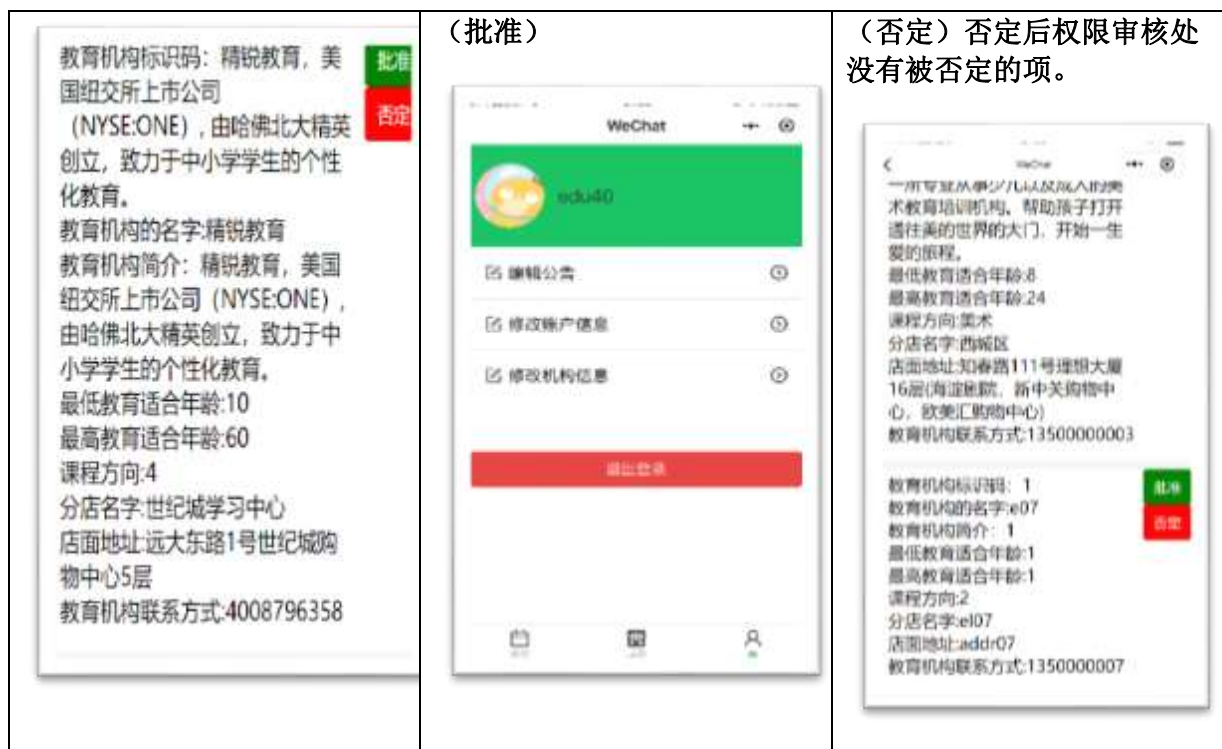 教育机构标识码：精锐教育，美
国纽交所上市公司
（NYSE:ONE），由哈佛北大精英
创立，致力于中小学学生的个性
化教育。
教育机构的名字:精锐教育
教育机构简介：精锐教育，美国
纽交所上市公司（NYSE:ONE），
由哈佛北大精英创立，致力于中
小学学生的个性化教育。
最低教育适合年龄:10
最高教育适合年龄:60
课程方向:4
分店名字:世纪城学习中心
店面地址:远大东路1号世纪城购
物中心5层
教育机构联系方式:4008796358
批准
否定
（批准）
WeChat
edu40
编辑公告
修改账户信息
修改机构信息
退出登录
（否定）否定后权限审核处
没有被否定的项。
WeChat
一所专业从事少儿以及成人的美
术教育培训机构。帮助孩子打开
通往美的世界的大门，开始一生
爱的旅程。
最低教育适合年龄:8
最高教育适合年龄:24
课程方向:美术
分店名字:西城区
店面地址:知春路111号理想大厦
16层(海淀剧院，新中关购物中
心，欧美汇购物中心)
教育机构联系方式:13500000003
教育机构标识码：1
教育机构的名字:e07
教育机构简介：1
最低教育适合年龄:1
最高教育适合年龄:1
课程方向:2
分店名字:el07
店面地址:addr07
教育机构联系方式:1350000007
批准
否定